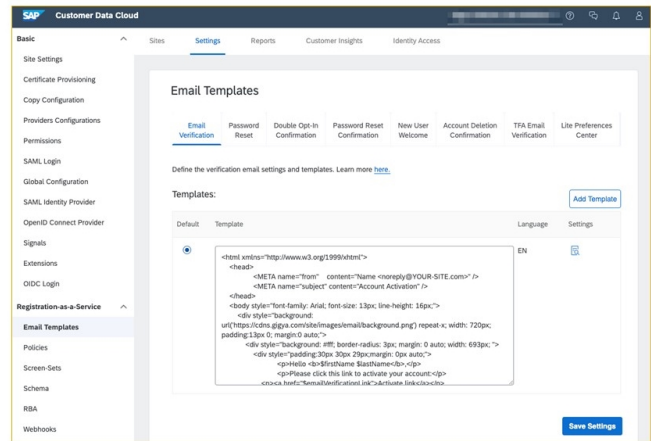 SAP Customer Data Cloud
Basic
Site Settings
Certificate Provisioning
Copy Configuration
Providers Configurations
Permissions
SAML Login
Global Configuration
SAML Identity Provider
OpenID Connect Provider
Signals
Extensions
OIDC Login
Registration-as-a-Service
Email Templates
Policies
Screen-Sets
Schema
RBA
Webhooks
Sites Settings Reports Customer Insights Identity Access
Email Templates
Email Verification
Password Reset
Double Opt-In Confirmation
Password Reset Confirmation
New User Welcome
Account Deletion Confirmation
TFA Email Verification
Lite Preferences Center
Define the verification email settings and templates. Learn more here.
Templates:
Add Template
Default Template Language Settings
<html xmlns="http://www.w3.org/1999/xhtml">
<head>
<META name="from" content="Name <noreply@YOUR-SITE.com>" />
<META name="subject" content="Account Activation" />
</head>
<body style="font-family: Arial; font-size: 13px; line-height: 16px;">
<div style="background:
url('https://cdns.gigya.com/site/images/email/background.png') repeat-x; width: 720px;
padding:13px 0; margin:0 auto;">
<div style="background: #fff; border-radius: 3px; margin: 0 auto; width: 693px; ">
<div style="padding:30px 30px 29px;margin: 0px auto;">
<p>Hello <b>$firstName $lastName</b>,</p>
<p>Please click this link to activate your account:</p>
<p><a href="$emailVerificationLink">Activate link</a></p>
EN
Save Settings